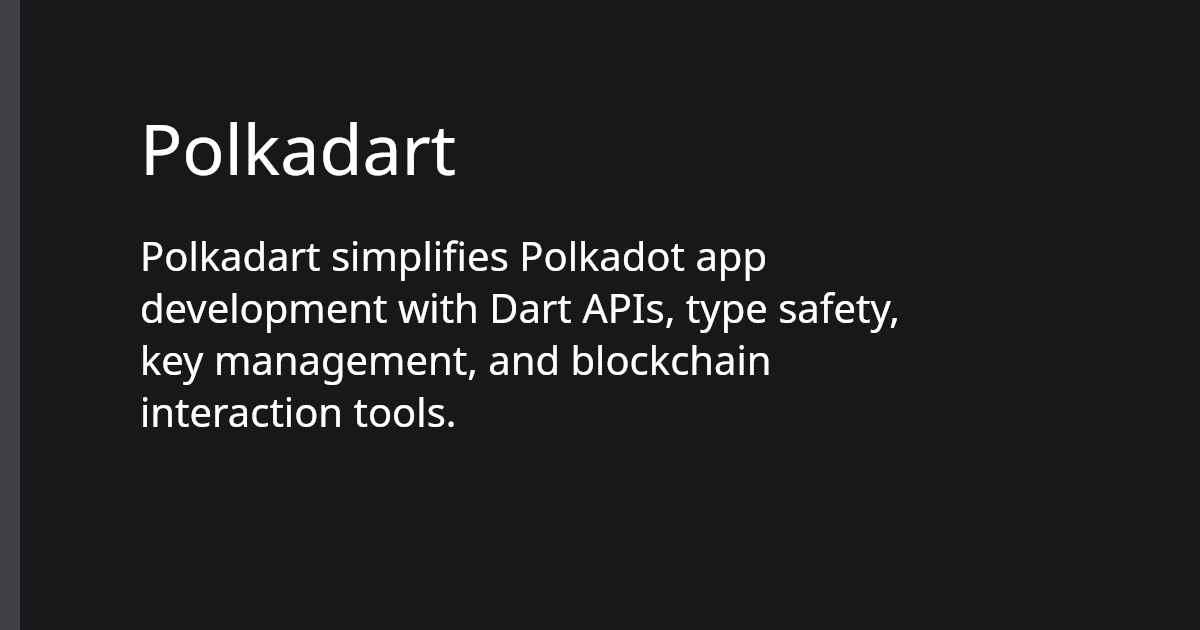 Polkadart
Polkadart simplifies Polkadot app
development with Dart APIs, type safety,
key management, and blockchain
interaction tools.